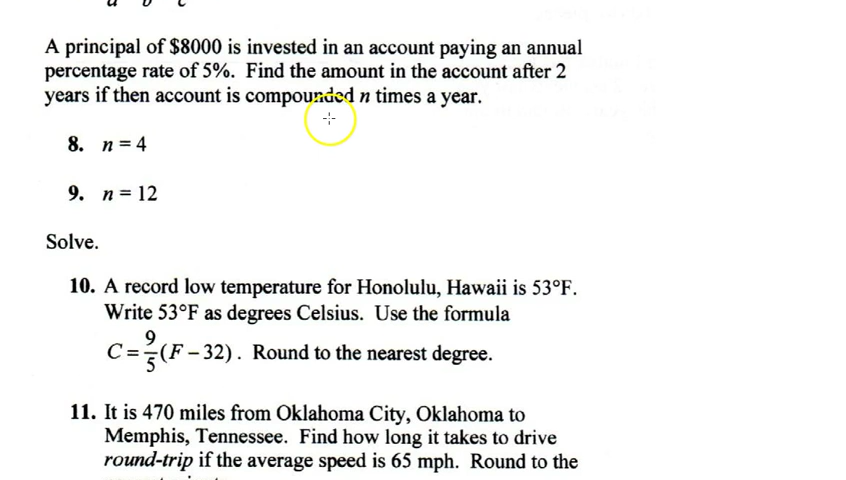 a b c
A principal of $8000 is invested in an account paying an annual
percentage rate of 5%. Find the amount in the account after 2
years if then account is compounded n times a year.
8. n = 4
9. n = 12
Solve.
10. A record low temperature for Honolulu, Hawaii is 53°F.
Write 53°F as degrees Celsius. Use the formula
C = 9/5 (F – 32). Round to the nearest degree.
11. It is 470 miles from Oklahoma City, Oklahoma to
Memphis, Tennessee. Find how long it takes to drive
round-trip if the average speed is 65 mph. Round to the